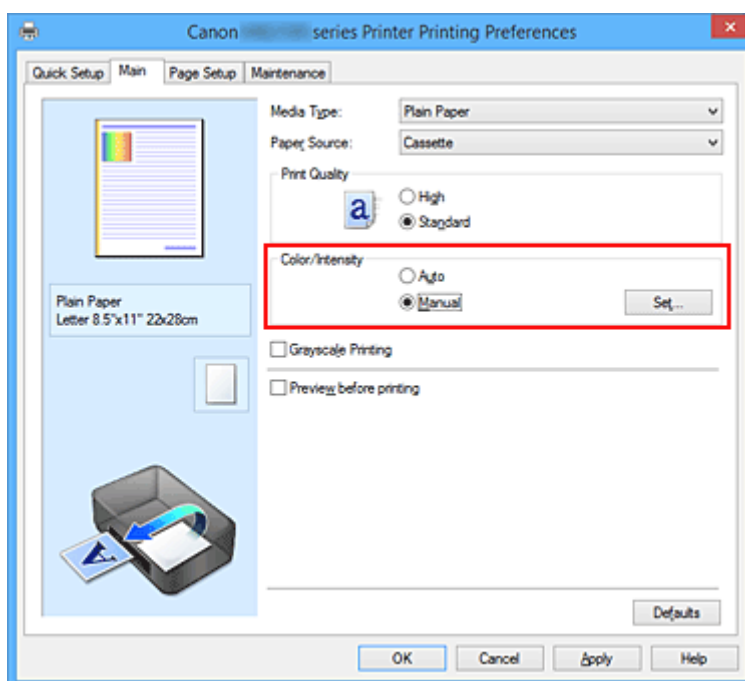 Canon series Printer Printing Preferences
Quick Setup Main Page Setup Maintenance
Media Type: Plain Paper
Paper Source: Cassette
Print Quality
High
a
Standard
Color/Intensity
Auto
Manual Set...
Plain Paper
Letter 8.5"x11" 22x28cm
Grayscale Printing
Preview before printing
A
Defaults
OK Cancel Apply Help